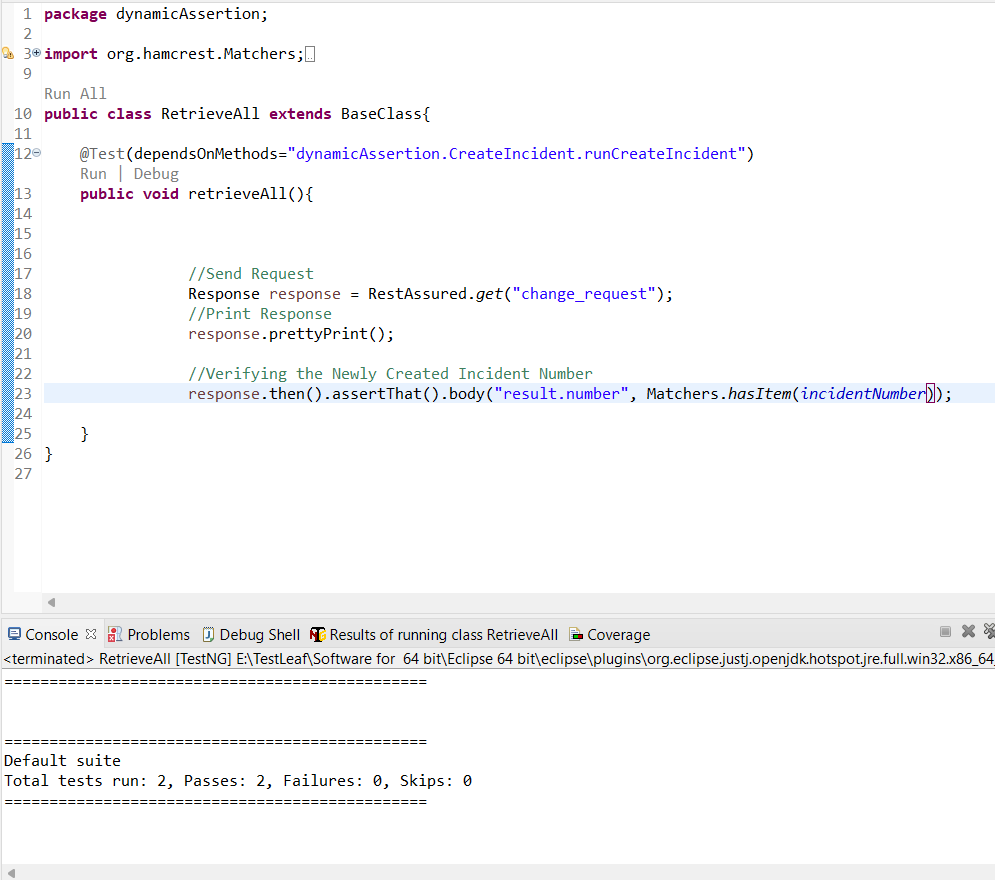 1 package dynamicAssertion;
2
3 import org.hamcrest.Matchers;
9
Run All
10 public class RetrieveAll extends BaseClass{
11
12 @Test(dependsOnMethods="dynamicAssertion.CreateIncident.runCreateIncident")
Run | Debug
13 public void retrieveAll(){
14
15
16
17 //Send Request
18 Response response = RestAssured.get("change_request");
19 //Print Response
20 response.prettyPrint();
21
22 //Verifying the Newly Created Incident Number
23 response.then().assertThat().body("result.number", Matchers.hasItem(incidentNumber));
24
25 }
26 }
27
Console Problems Debug Shell Results of running class RetrieveAll Coverage
<terminated> RetrieveAll [TestNG] E:\TestLeaf\Software for 64 bit\Eclipse 64 bit\eclipse\plugins\org.eclipse.justj.openjdk.hotspot.jre.full.win32.x86_64
===============================================
===============================================
Default suite
Total tests run: 2, Passes: 2, Failures: 0, Skips: 0
===============================================